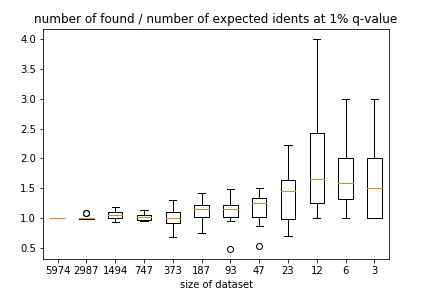 number of found / number of expected idents at 1% q-value
4.0
3.5
3.0
2.5
2.0
1.5
1.0
0.5
5974 2987 1494 747 373 187 93 47 23 12 6 3
size of dataset